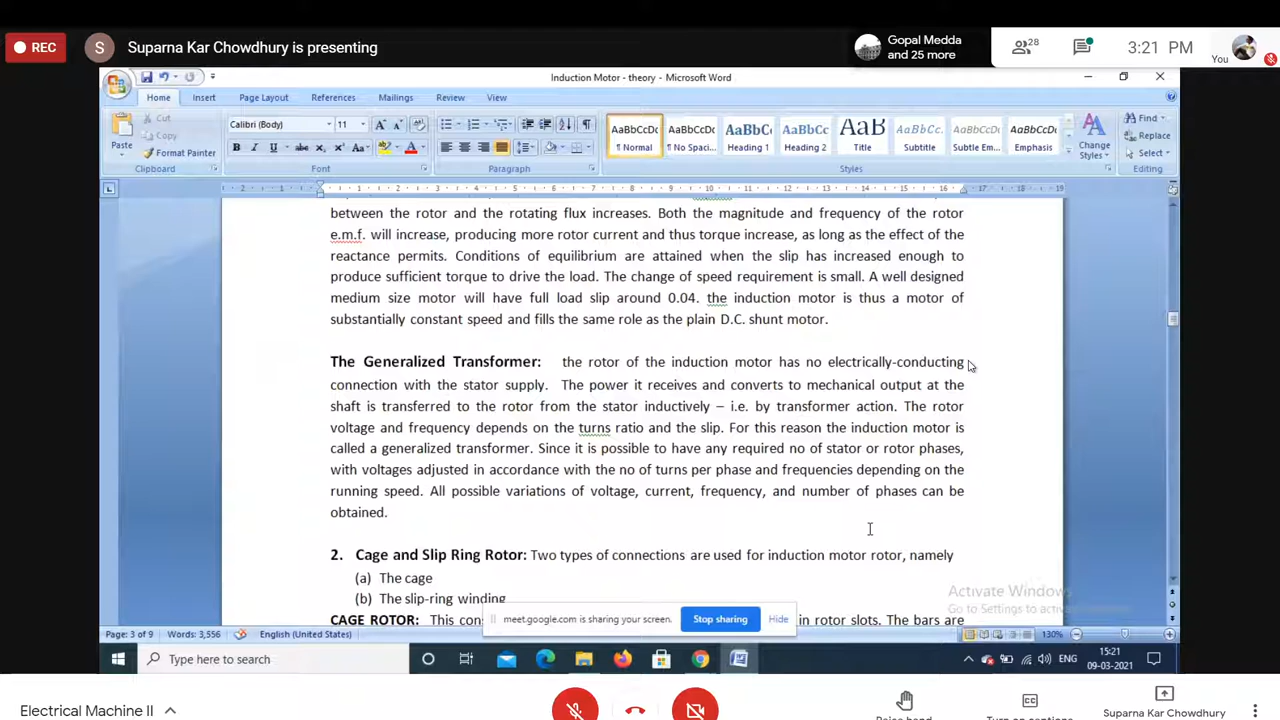 REC
S Suparna Kar Chowdhury is presenting
Gopal Medda
and 25 more
28
3:21 PM
You
Induction Motor - theory - Microsoft Word
Home Insert Page Layout References Mailings Review View
Cut
Copy
Format Painter
Paste
Clipboard
Calibri (Body) 11
Font
Paragraph
AaBbCcDc AaBbCcDc AaBbCc AaBbCc AaB AaBbCc. AaBbCcDc AaBbCcDc
¶ Normal ¶ No Spaci... Heading 1 Heading 2 Title Subtitle Subtle Em... Emphasis
Styles
Change
Styles
Find
Replace
Select
Editing
between the rotor and the rotating flux increases. Both the magnitude and frequency of the rotor
e.m.f. will increase, producing more rotor current and thus torque increase, as long as the effect of the
reactance permits. Conditions of equilibrium are attained when the slip has increased enough to
produce sufficient torque to drive the load. The change of speed requirement is small. A well designed
medium size motor will have full load slip around 0.04. the induction motor is thus a motor of
substantially constant speed and fills the same role as the plain D.C. shunt motor.
The Generalized Transformer: the rotor of the induction motor has no electrically-conducting
connection with the stator supply. The power it receives and converts to mechanical output at the
shaft is transferred to the rotor from the stator inductively – i.e. by transformer action. The rotor
voltage and frequency depends on the turns ratio and the slip. For this reason the induction motor is
called a generalized transformer. Since it is possible to have any required no of stator or rotor phases,
with voltages adjusted in accordance with the no of turns per phase and frequencies depending on the
running speed. All possible variations of voltage, current, frequency, and number of phases can be
obtained.
2. Cage and Slip Ring Rotor: Two types of connections are used for induction motor rotor, namely
(a) The cage
(b) The slip-ring winding
CAGE ROTOR: This con in rotor slots. The bars are
Activate Windows
Go to Settings to activate
meet.google.com is sharing your screen. Stop sharing Hide
Page: 3 of 9 Words: 3,556 English (United States) 130%
Type here to search
ENG
15:21
09-03-2021
Electrical Machine II
Raise hand
Turn on captions
Suparna Kar Chowdhury